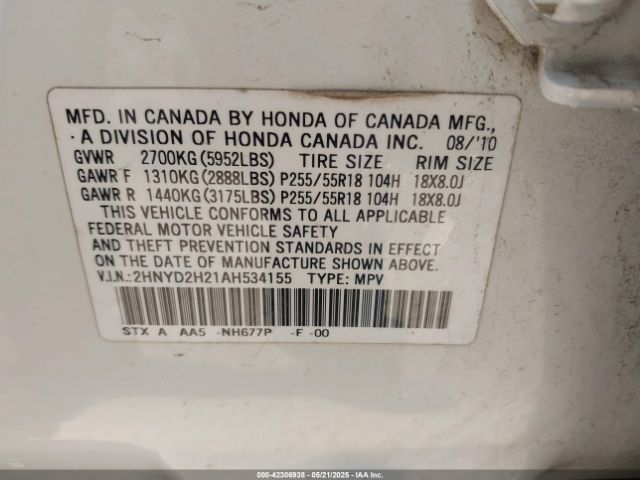 MFD. IN CANADA BY HONDA OF CANADA MFG.,
A DIVISION OF HONDA CANADA INC. 08/'10
GVWR 2700KG(5952LBS) TIRE SIZE RIM SIZE
GAWR F 1310KG(2888LBS) P255/55R18 104H 18X8.0J
GAWR R 1440KG(3175LBS) P255/55R18 104H 18X8.0J
THIS VEHICLE CONFORMS TO ALL APPLICABLE
FEDERAL MOTOR VEHICLE SAFETY
AND THEFT PREVENTION STANDARDS IN EFFECT
ON THE DATE OF MANUFACTURE SHOWN ABOVE.
V.I.N.:2HNYD2H21AH534155 TYPE: MPV
STX A AA5 -NH677P -F -00
000-42306938 - 05/21/2025 - IAA Inc.